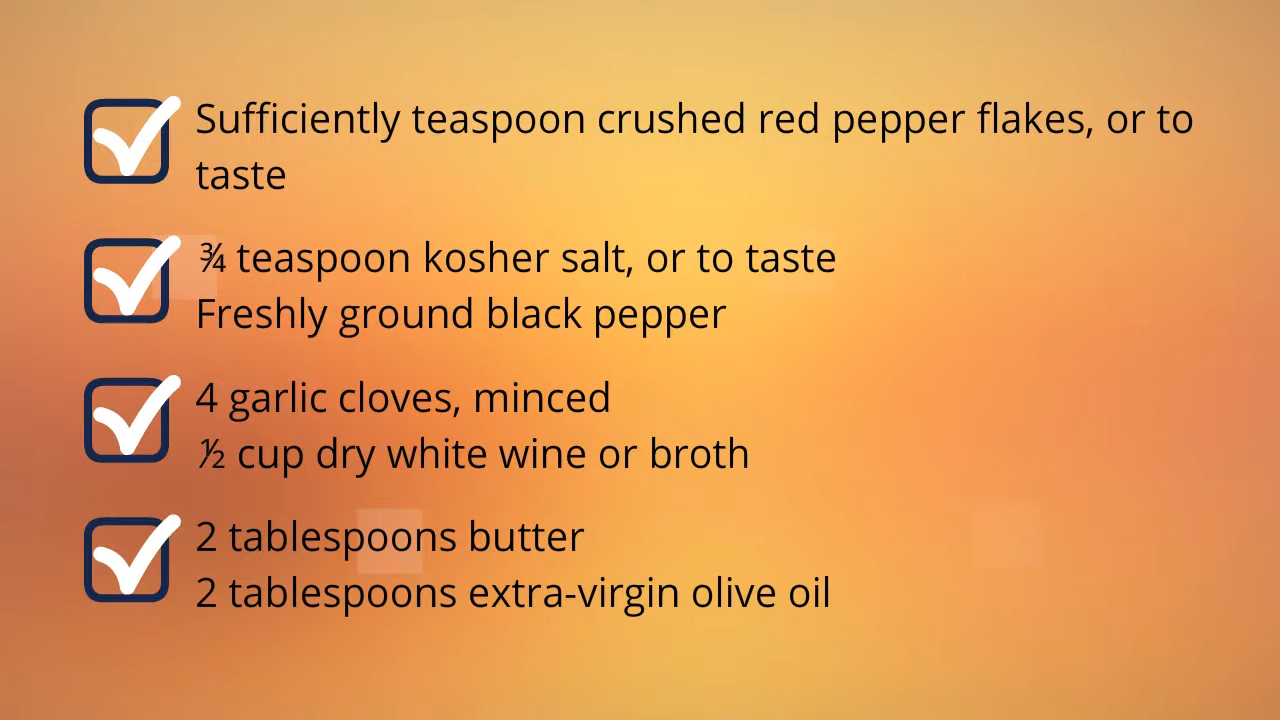 Sufficiently teaspoon crushed red pepper flakes, or to
taste
¾ teaspoon kosher salt, or to taste
Freshly ground black pepper
4 garlic cloves, minced
½ cup dry white wine or broth
2 tablespoons butter
2 tablespoons extra-virgin olive oil